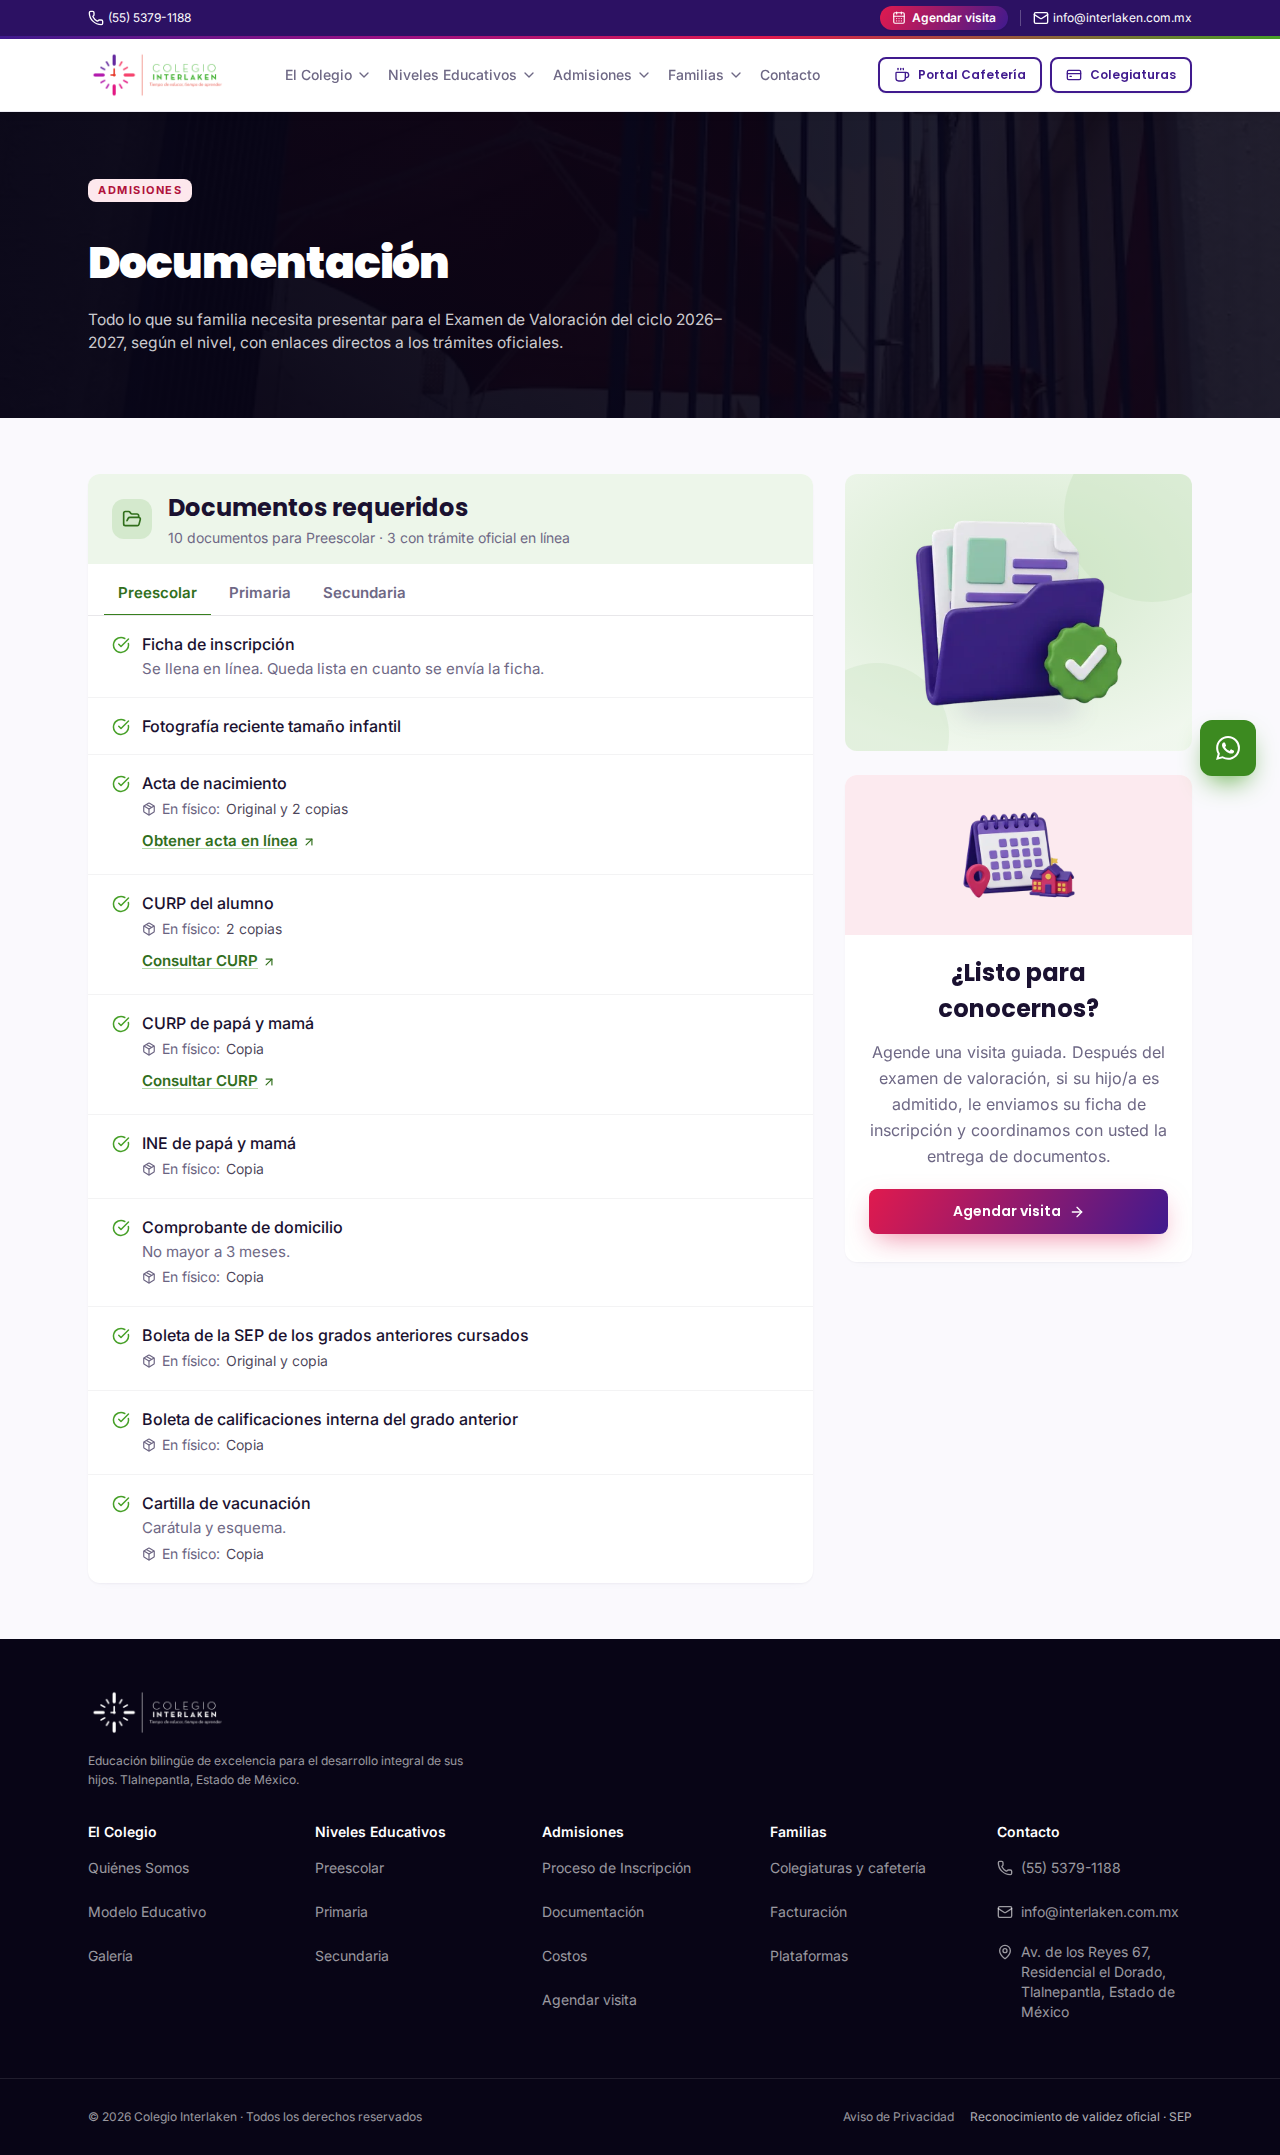 (55) 5379-1188
Agendar visita
info@interlaken.com.mx
COLEGIO
INTERLAKEN
Tiempo de educar, tiempo de aprender
El Colegio
Niveles Educativos
Admisiones
Familias
Contacto
Portal Cafetería
Colegiaturas
ADMISIONES
Documentación
Todo lo que su familia necesita presentar para el Examen de Valoración del ciclo 2026–
2027, según el nivel, con enlaces directos a los trámites oficiales.
Documentos requeridos
10 documentos para Preescolar · 3 con trámite oficial en línea
Preescolar
Primaria
Secundaria
Ficha de inscripción
Se llena en línea. Queda lista en cuanto se envía la ficha.
Fotografía reciente tamaño infantil
Acta de nacimiento
En físico: Original y 2 copias
Obtener acta en línea
CURP del alumno
En físico: 2 copias
Consultar CURP
CURP de papá y mamá
En físico: Copia
Consultar CURP
INE de papá y mamá
En físico: Copia
Comprobante de domicilio
No mayor a 3 meses.
En físico: Copia
Boleta de la SEP de los grados anteriores cursados
En físico: Original y copia
Boleta de calificaciones interna del grado anterior
En físico: Copia
Cartilla de vacunación
Carátula y esquema.
En físico: Copia
¿Listo para
conocernos?
Agende una visita guiada. Después del
examen de valoración, si su hijo/a es
admitido, le enviamos su ficha de
inscripción y coordinamos con usted la
entrega de documentos.
Agendar visita
COLEGIO
INTERLAKEN
Tiempo de educar, tiempo de aprender
Educación bilingüe de excelencia para el desarrollo integral de sus
hijos. Tlalnepantla, Estado de México.
El Colegio
Quiénes Somos
Modelo Educativo
Galería
Niveles Educativos
Preescolar
Primaria
Secundaria
Admisiones
Proceso de Inscripción
Documentación
Costos
Agendar visita
Familias
Colegiaturas y cafetería
Facturación
Plataformas
Contacto
(55) 5379-1188
info@interlaken.com.mx
Av. de los Reyes 67,
Residencial el Dorado,
Tlalnepantla, Estado de
México
© 2026 Colegio Interlaken · Todos los derechos reservados
Aviso de Privacidad
Reconocimiento de validez oficial · SEP